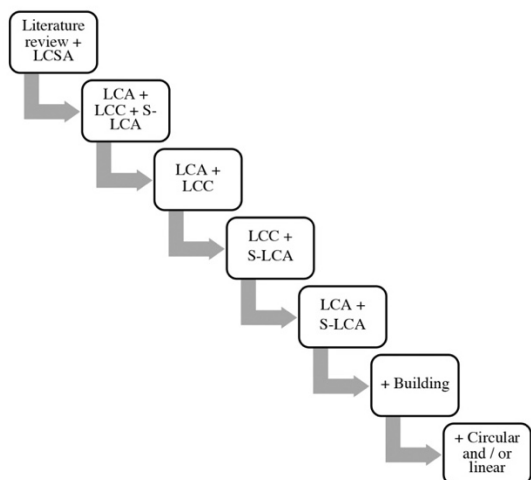 Literature
review +
LCSA
LCA +
LCC + S-
LCA
LCA +
LCC
LCC +
S-LCA
LCA +
S-LCA
+ Building
+ Circular
and / or
linear